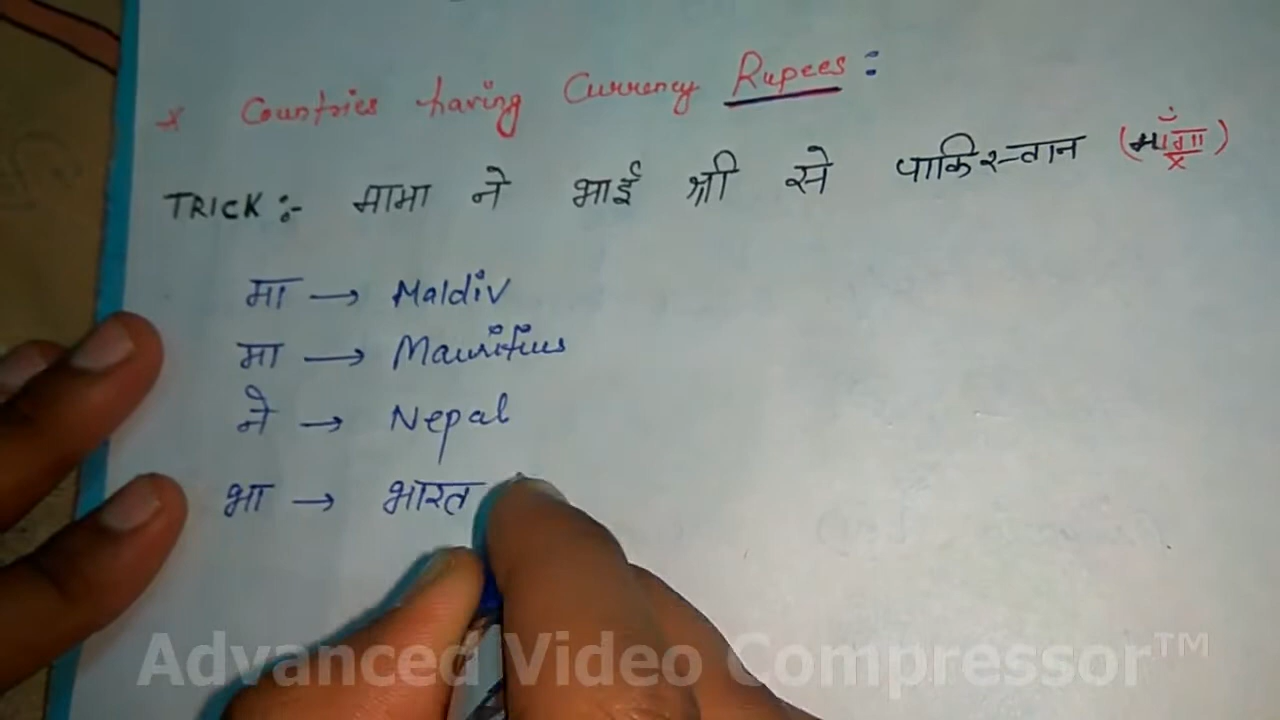 * Countries having Currency Rupees :
TRICK :- मामा ने भाई श्री से पाकिस्तान (माँगा)
मा → Maldiv
मा → Mauritius
ने → Nepal
भा → भारत
Advanced Video Compressor™